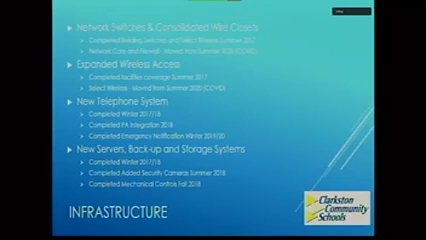 Network Switches & Consolidated Wire Closets
Completed Building Switches and Select Wireless Summer 2017
Network Core and Firewall - Moved from Summer 2020 (COVID)
Expanded Wireless Access
Completed facilities coverage Summer 2017
Select Wireless - Moved from Summer 2020 (COVID)
New Telephone System
Completed Winter 2017/18
Completed PA Integration 2018
Completed Emergency Notification Winter 2019/20
New Servers, Back-up and Storage Systems
Completed Winter 2017/18
Completed Added Security Cameras Summer 2018
Completed Mechanical Controls Fall 2018
INFRASTRUCTURE
Clarkston
Community
Schools